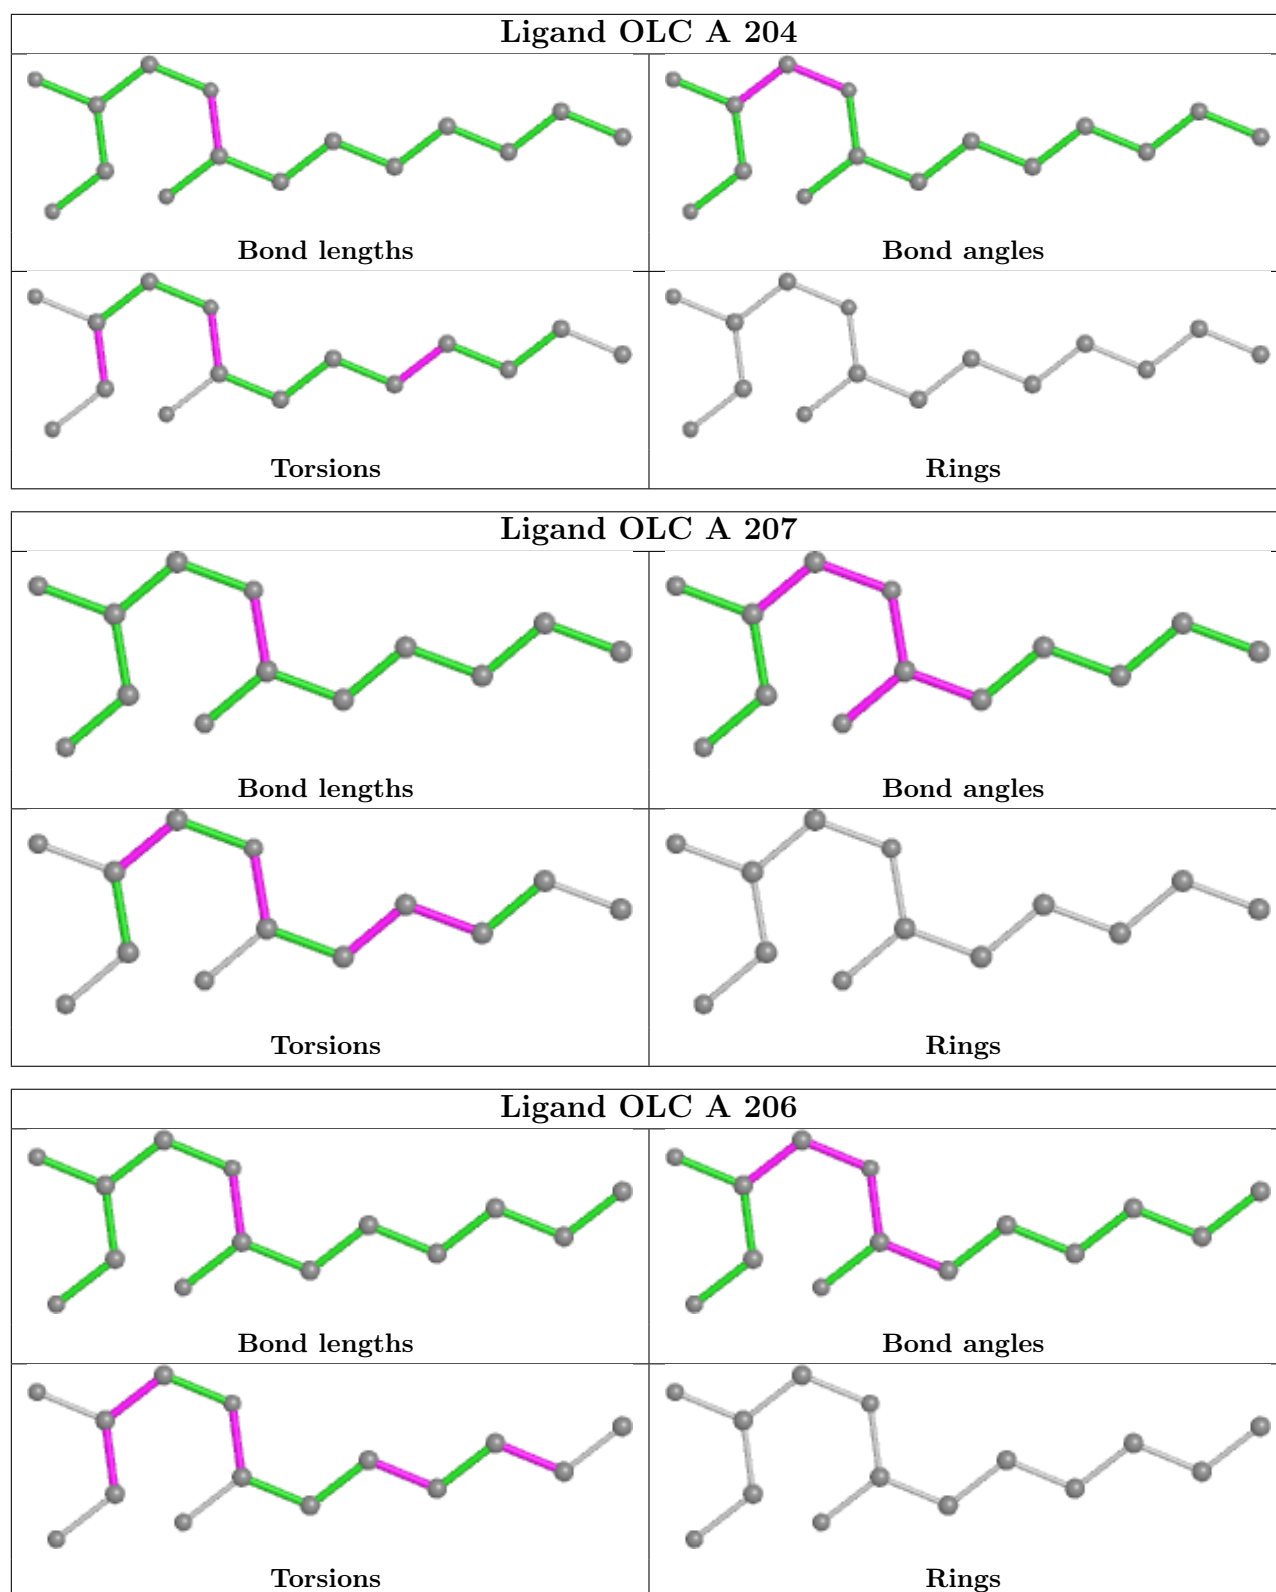 Ligand OLC A 204
Bond lengths
Bond angles
Torsions
Rings
Ligand OLC A 207
Bond lengths
Bond angles
Torsions
Rings
Ligand OLC A 206
Bond lengths
Bond angles
Torsions
Rings